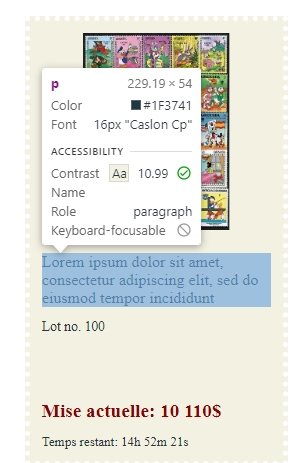 p 229.19 × 54
Color #1F3741
Font 16px "Caslon Cp"
ACCESSIBILITY
Contrast Aa 10.99
Name
Role paragraph
Keyboard-focusable
Lorem ipsum dolor sit amet,
consectetur adipiscing elit, sed do
eiusmod tempor incididunt
Lot no. 100
Mise actuelle: 10 110$
Temps restant: 14h 52m 21s